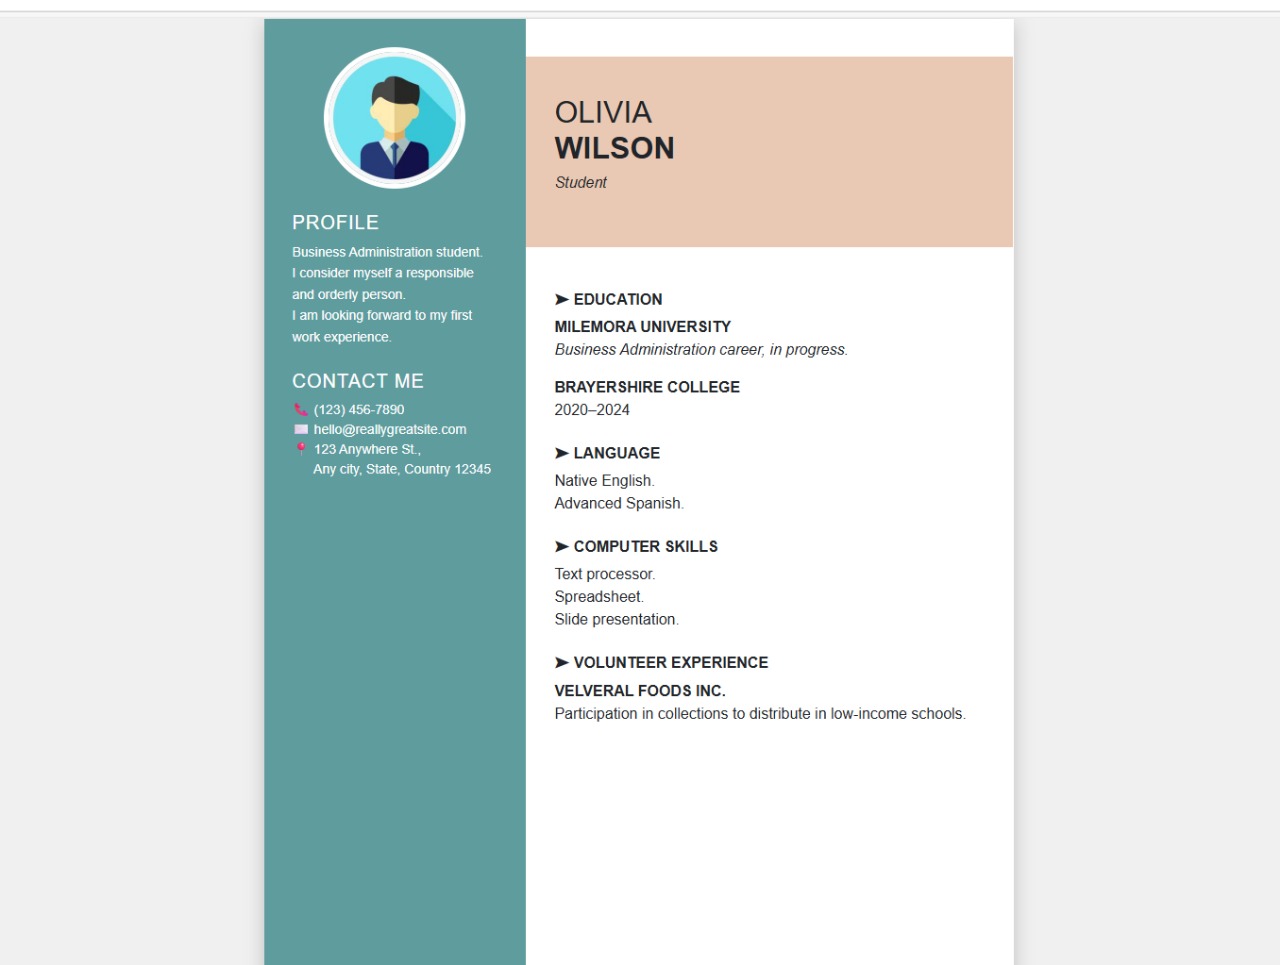 PROFILE
Business Administration student.
I consider myself a responsible
and orderly person.
I am looking forward to my first
work experience.
CONTACT ME
(123) 456-7890
hello@reallygreatsite.com
123 Anywhere St.,
Any city, State, Country 12345
OLIVIA
WILSON
Student
➤ EDUCATION
MILEMORA UNIVERSITY
Business Administration career, in progress.
BRAYERSHIRE COLLEGE
2020–2024
➤ LANGUAGE
Native English.
Advanced Spanish.
➤ COMPUTER SKILLS
Text processor.
Spreadsheet.
Slide presentation.
➤ VOLUNTEER EXPERIENCE
VELVERAL FOODS INC.
Participation in collections to distribute in low-income schools.